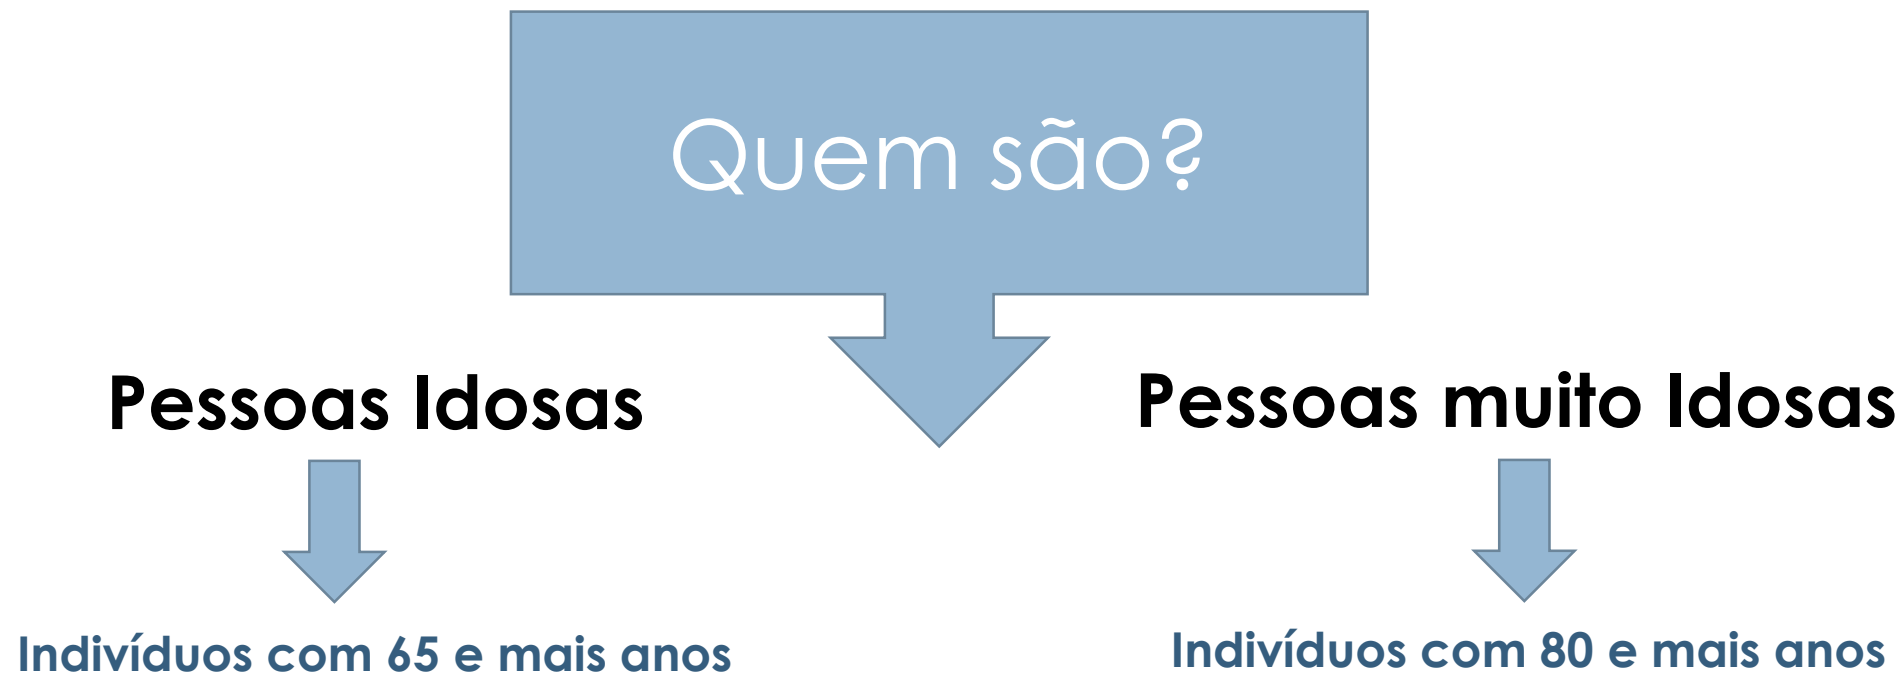 Quem são?
Pessoas Idosas
Pessoas muito Idosas
Indivíduos com 65 e mais anos
Indivíduos com 80 e mais anos